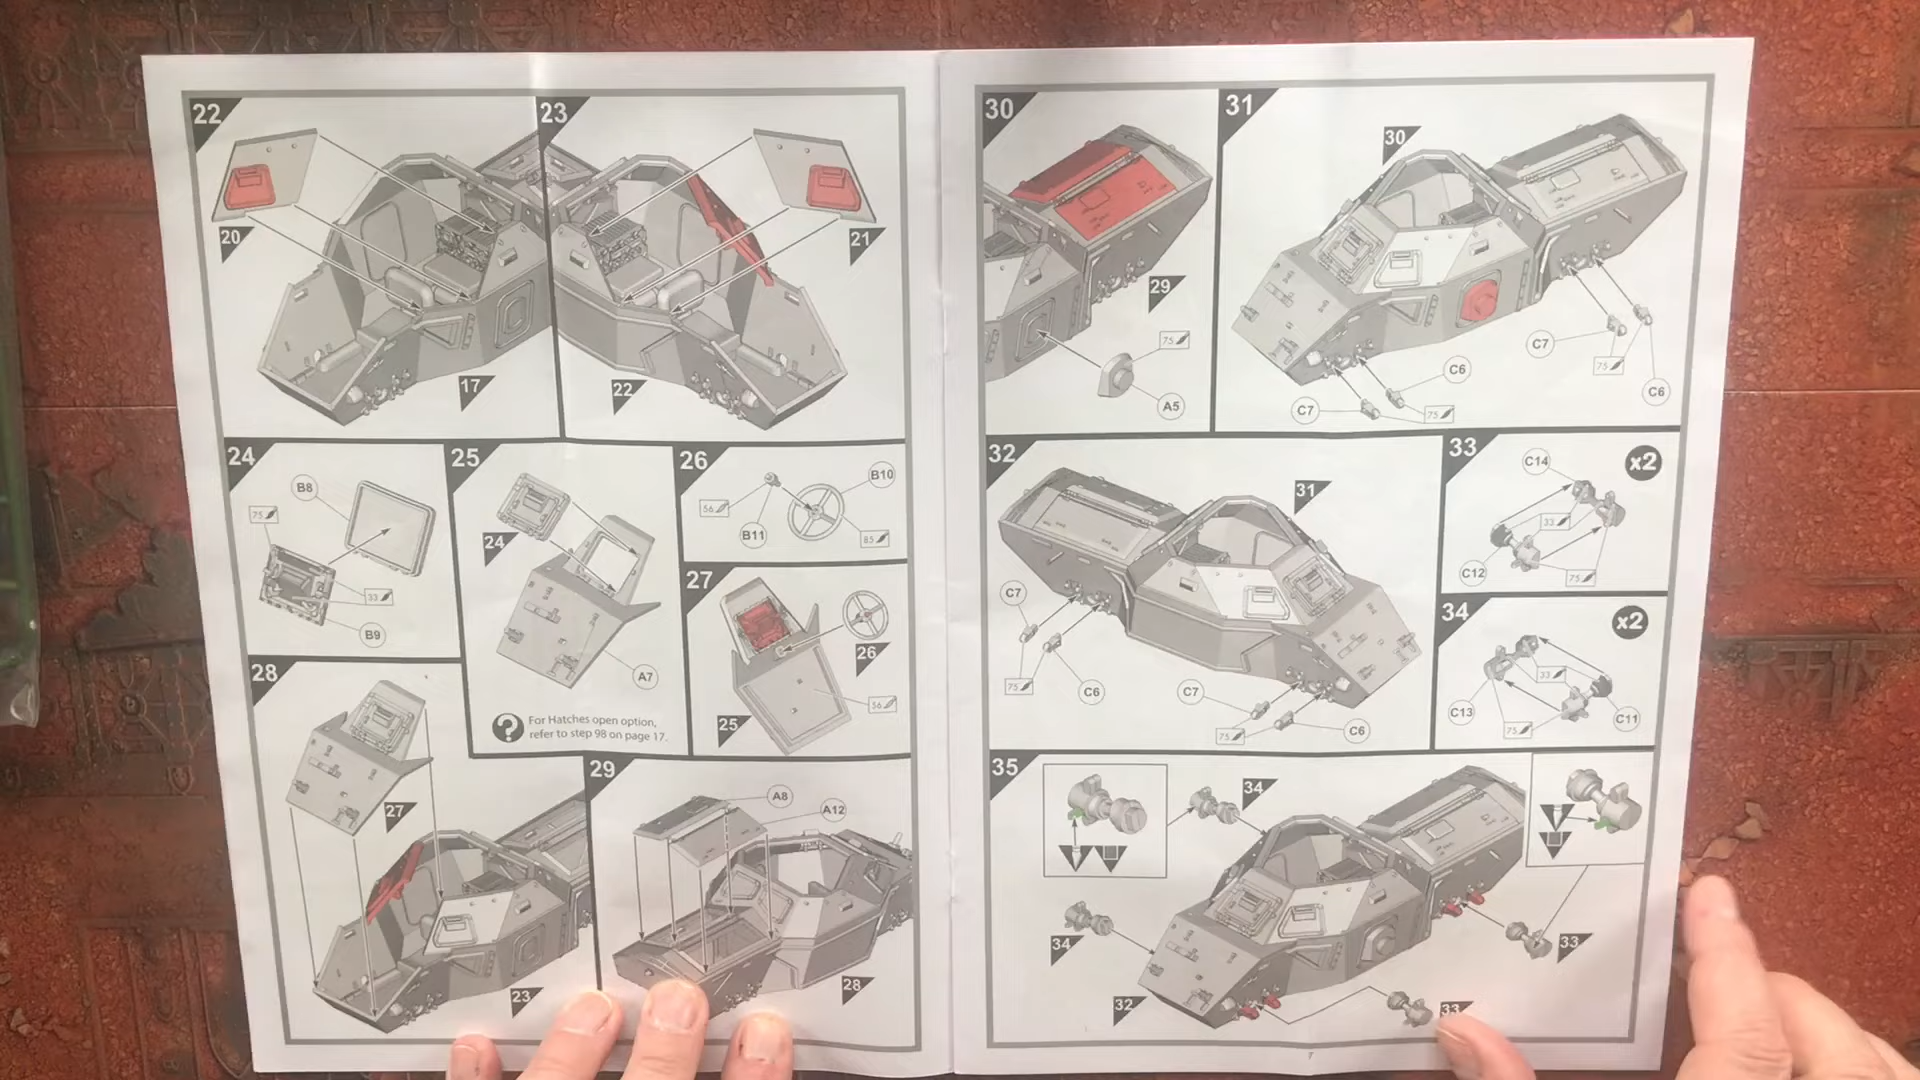 22
20
17
23
21
22
24
B8
75
33
B9
25
24
A7
?
For Hatches open option,
refer to step 98 on page 17.
26
56
B11
B10
85
27
26
56
25
28
27
23
29
A8
A12
28
30
29
75
A5
31
30
C7
75
C6
C6
C7
75
32
31
C7
75
C6
C7
75
C6
33
x2
C14
33
C12
75
34
x2
33
C13
75
C11
35
34
34
33
32
33
7